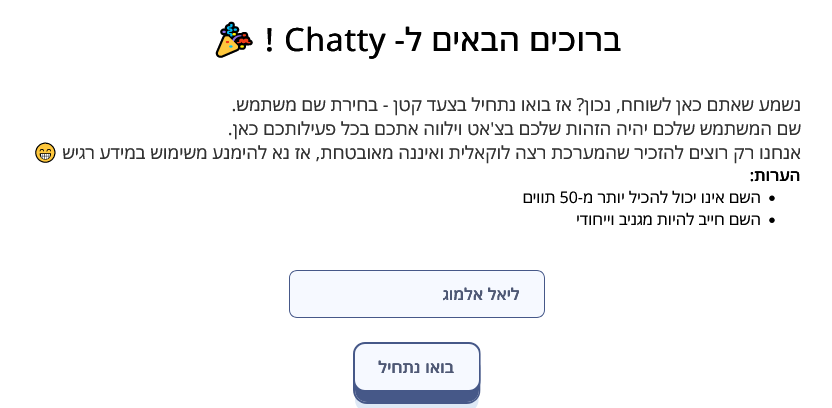 ברוכים הבאים ל- Chatty ! 🎉
נשמע שאתם כאן לשוחח, נכון? אז בואו נתחיל בצעד קטן - בחירת שם משתמש.
שם המשתמש שלכם יהיה הזהות שלכם בצ'אט וילווה אתכם בכל פעילותכם כאן.
אנחנו רק רוצים להזכיר שהמערכת רצה לוקאלית ואיננה מאובטחת, אז נא להימנע משימוש במידע רגיש 😁
הערות:
• השם אינו יכול להכיל יותר מ-50 תווים
• השם חייב להיות מגניב וייחודי
ליאל אלמוג
בואו נתחיל